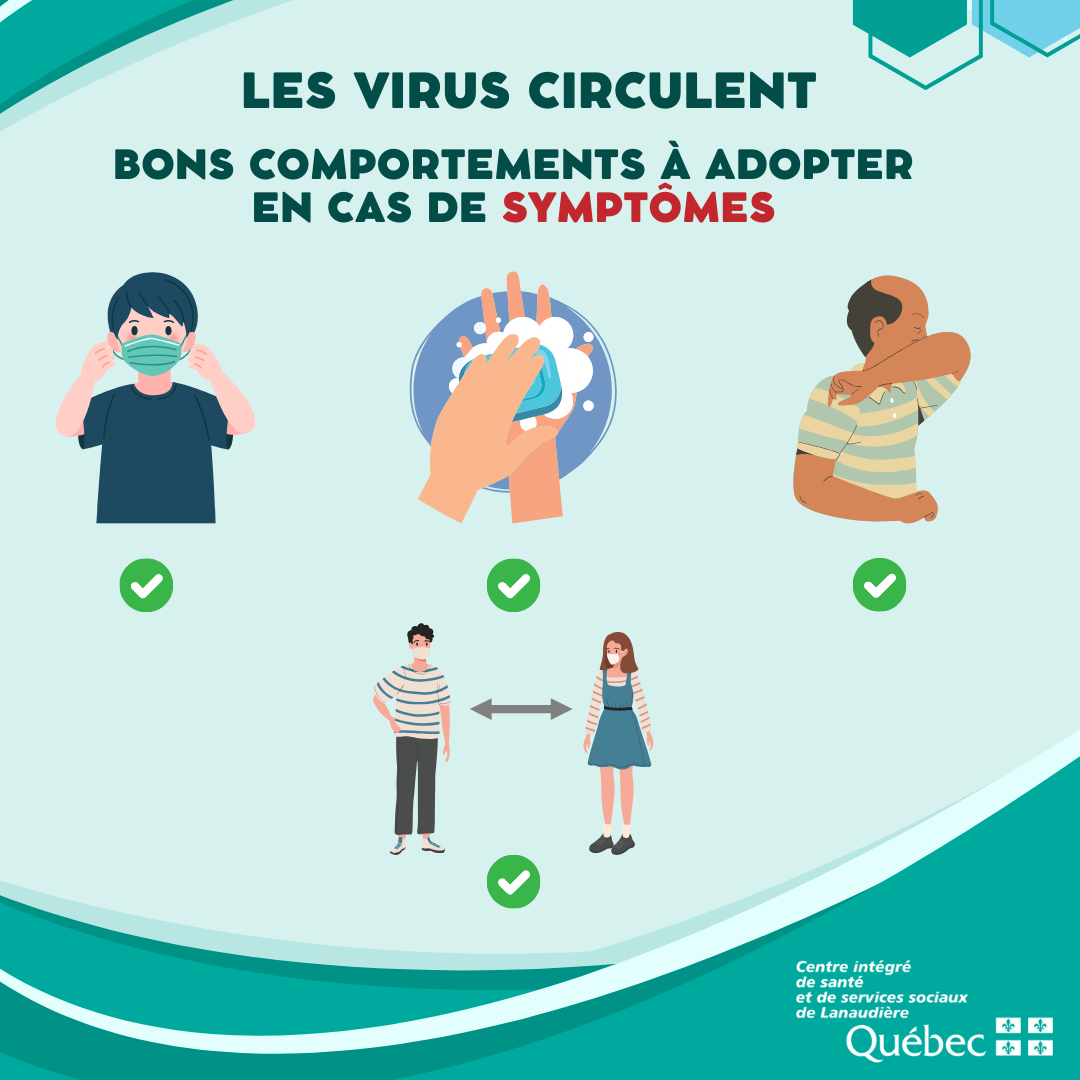 LES VIRUS CIRCULENT
BONS COMPORTEMENTS À ADOPTER
EN CAS DE SYMPTÔMES
Centre intégré
de santé
et de services sociaux
de Lanaudière
Québec